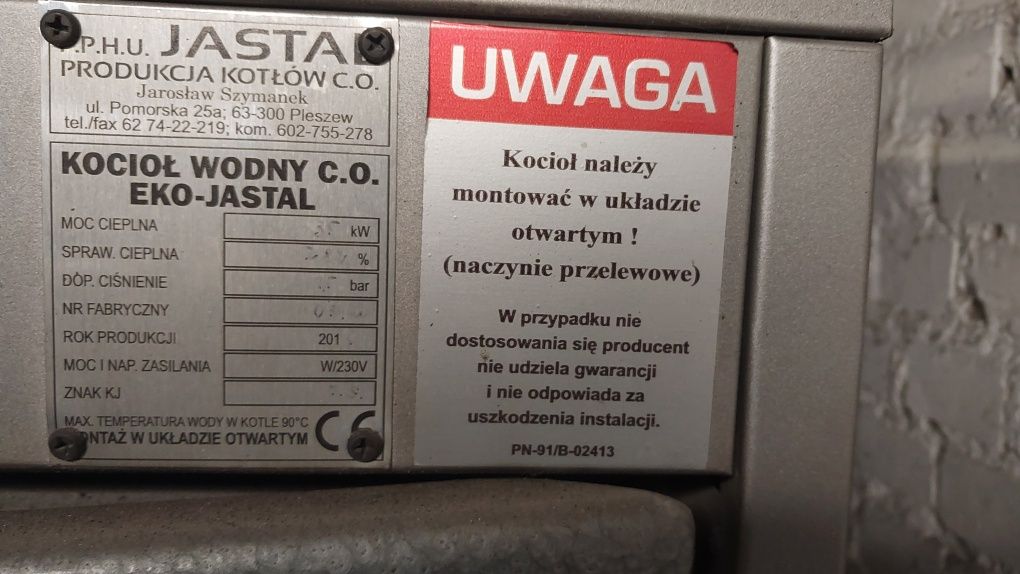 P.H.U. JASTAL
PRODUKCJA KOTŁÓW C.O.
Jarosław Szymanek
ul. Pomorska 25a; 63-300 Pleszew
tel./fax 62 74-22-219; kom. 602-755-278
KOCIOŁ WODNY C.O.
EKO-JASTAL
MOC CIEPLNA kW
SPRAW. CIEPLNA %
DOP. CIŚNIENIE bar
NR FABRYCZNY
ROK PRODUKCJI 201
MOC I NAP. ZASILANIA W/230V
ZNAK KJ
MAX. TEMPERATURA WODY W KOTLE 90°C
MONTAŻ W UKŁADZIE OTWARTYM CE
UWAGA
Kocioł należy
montować w układzie
otwartym !
(naczynie przelewowe)
W przypadku nie
dostosowania się producent
nie udziela gwarancji
i nie odpowiada za
uszkodzenia instalacji.
PN-91/B-02413